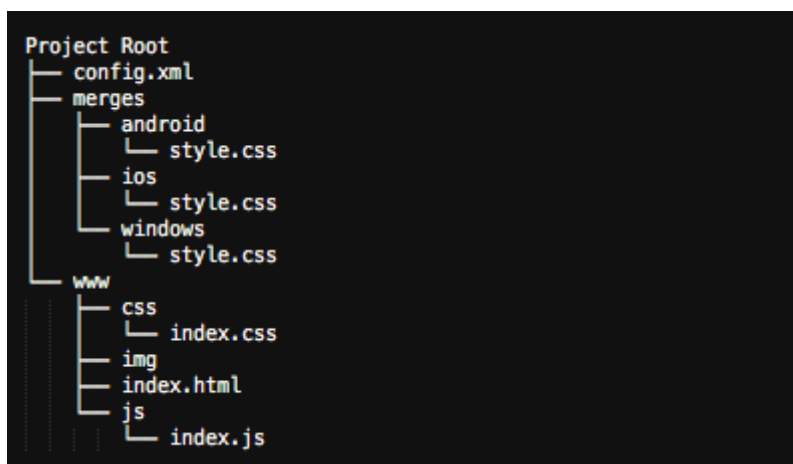 Project Root
├── config.xml
├── merges
│   ├── android
│   │   └── style.css
│   ├── ios
│   │   └── style.css
│   └── windows
│       └── style.css
└── www
    ├── css
    │   └── index.css
    ├── img
    ├── index.html
    └── js
        └── index.js